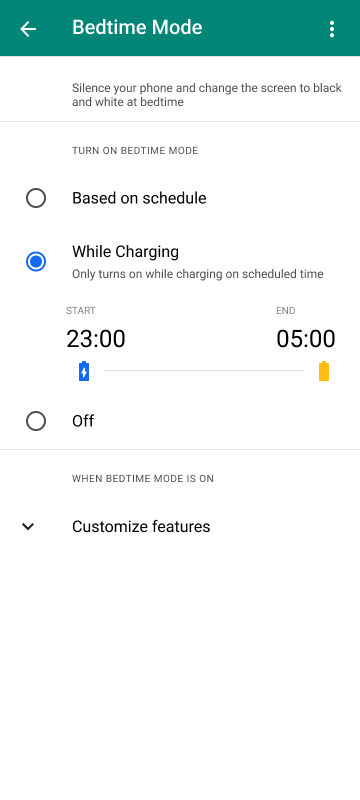 Bedtime Mode
Silence your phone and change the screen to black
and white at bedtime
TURN ON BEDTIME MODE
Based on schedule
While Charging
Only turns on while charging on scheduled time
START
END
23:00
05:00
Off
WHEN BEDTIME MODE IS ON
Customize features